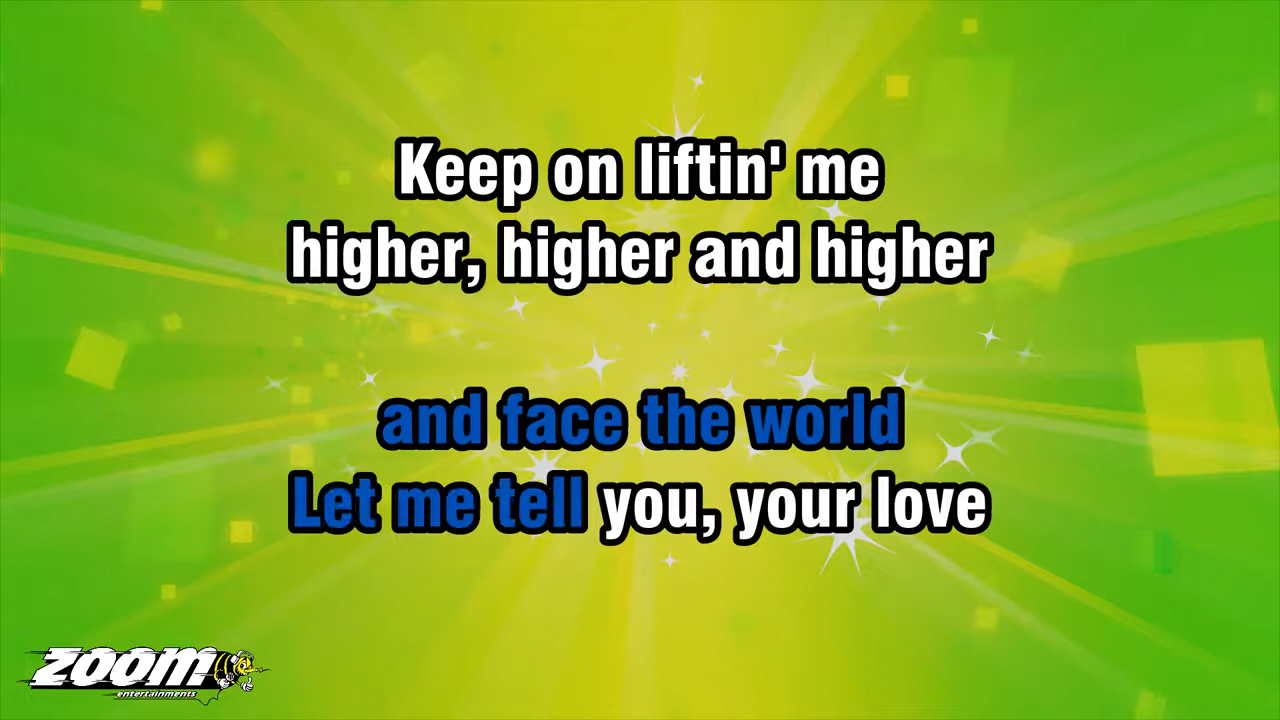 Keep on liftin' me
higher, higher and higher
and face the world
Let me tell you, your love
ZOOM
entertainments